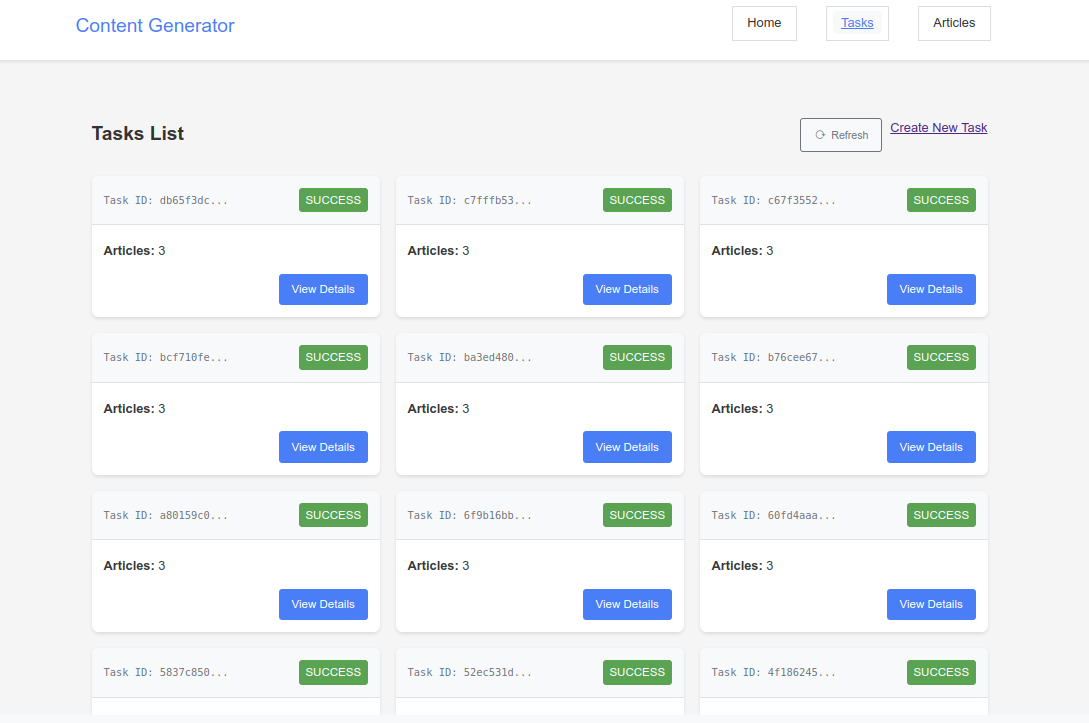 Content Generator Home Tasks Articles
Tasks List Refresh Create New Task
Task ID: db65f3dc... SUCCESS Task ID: c7fffb53... SUCCESS Task ID: c67f3552... SUCCESS
Articles: 3 Articles: 3 Articles: 3
View Details View Details View Details
Task ID: bcf710fe... SUCCESS Task ID: ba3ed480... SUCCESS Task ID: b76cee67... SUCCESS
Articles: 3 Articles: 3 Articles: 3
View Details View Details View Details
Task ID: a80159c0... SUCCESS Task ID: 6f9b16bb... SUCCESS Task ID: 60fd4aaa... SUCCESS
Articles: 3 Articles: 3 Articles: 3
View Details View Details View Details
Task ID: 5837c850... SUCCESS Task ID: 52ec531d... SUCCESS Task ID: 4f186245... SUCCESS